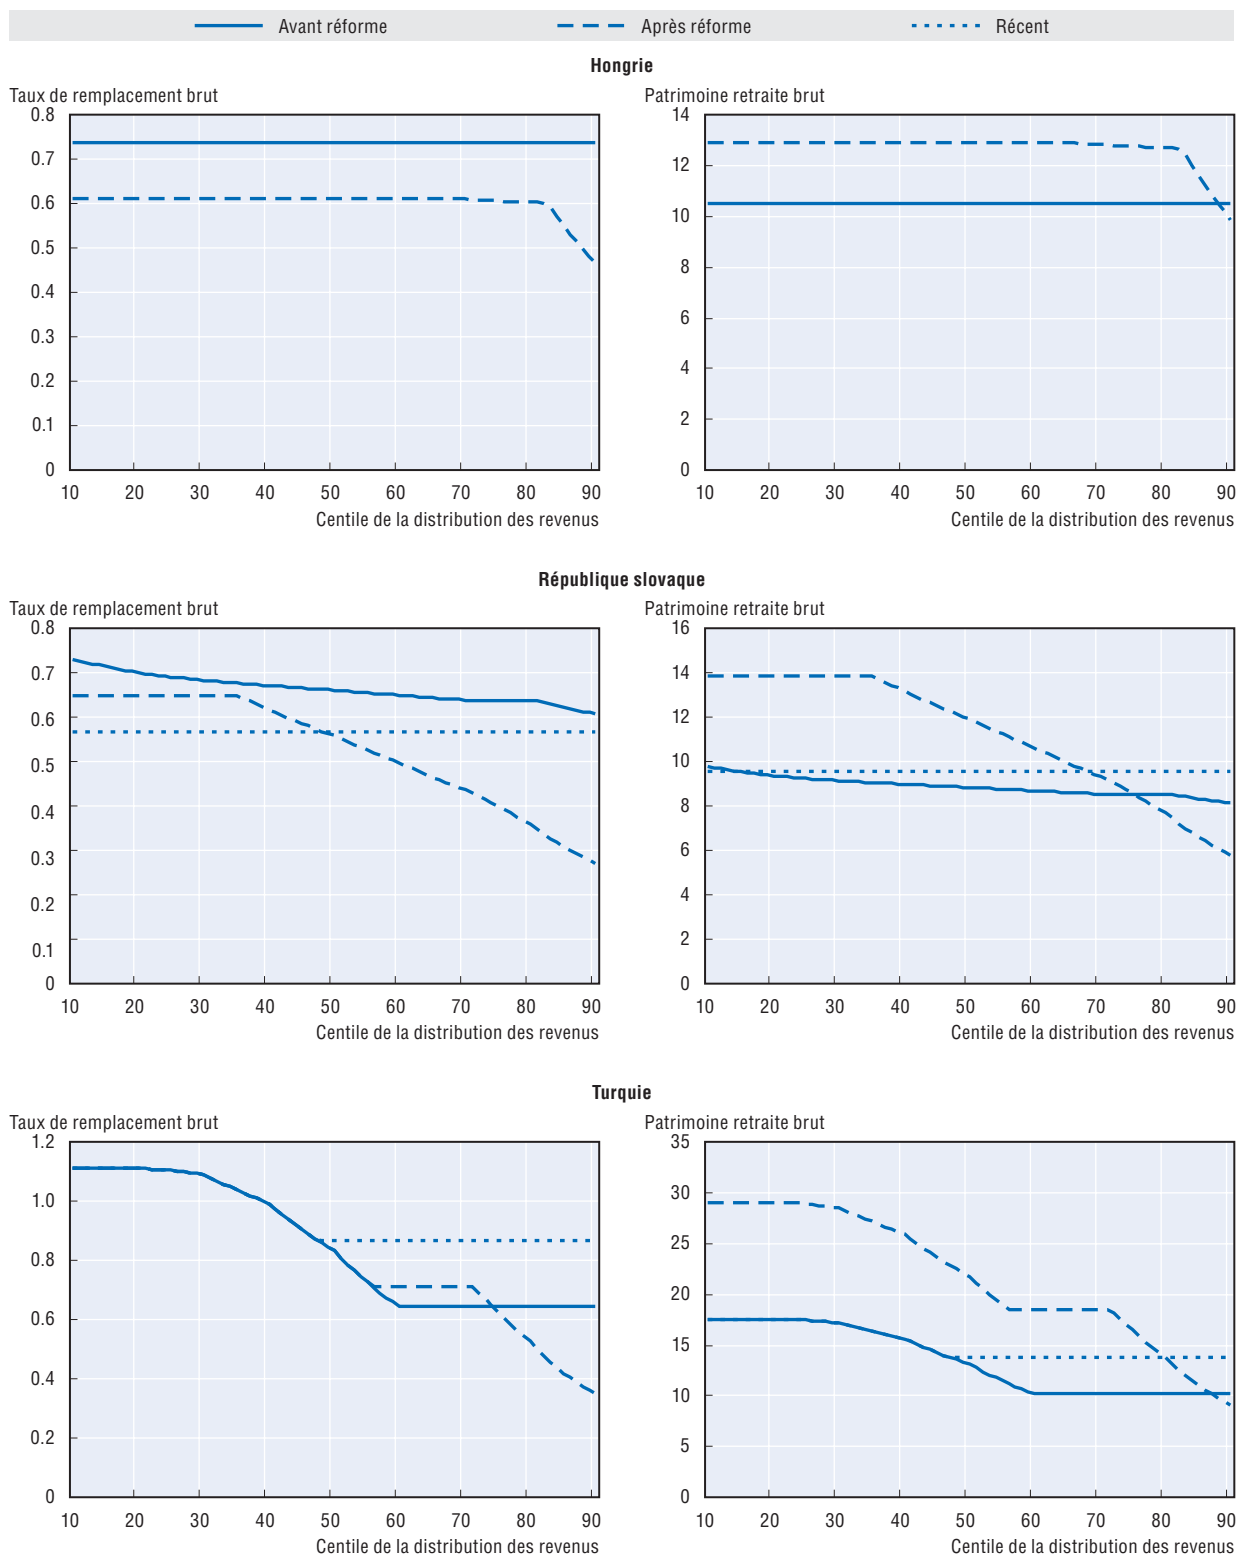 Avant réforme Après réforme Récent
Hongrie
Taux de remplacement brut
0.8
0.7
0.6
0.5
0.4
0.3
0.2
0.1
0
10 20 30 40 50 60 70 80 90
Centile de la distribution des revenus
Patrimoine retraite brut
14
12
10
8
6
4
2
0
10 20 30 40 50 60 70 80 90
Centile de la distribution des revenus
République slovaque
Taux de remplacement brut
0.8
0.7
0.6
0.5
0.4
0.3
0.2
0.1
0
10 20 30 40 50 60 70 80 90
Centile de la distribution des revenus
Patrimoine retraite brut
16
14
12
10
8
6
4
2
0
10 20 30 40 50 60 70 80 90
Centile de la distribution des revenus
Turquie
Taux de remplacement brut
1.2
1.0
0.8
0.6
0.4
0.2
0
10 20 30 40 50 60 70 80 90
Centile de la distribution des revenus
Patrimoine retraite brut
35
30
25
20
15
10
5
0
10 20 30 40 50 60 70 80 90
Centile de la distribution des revenus